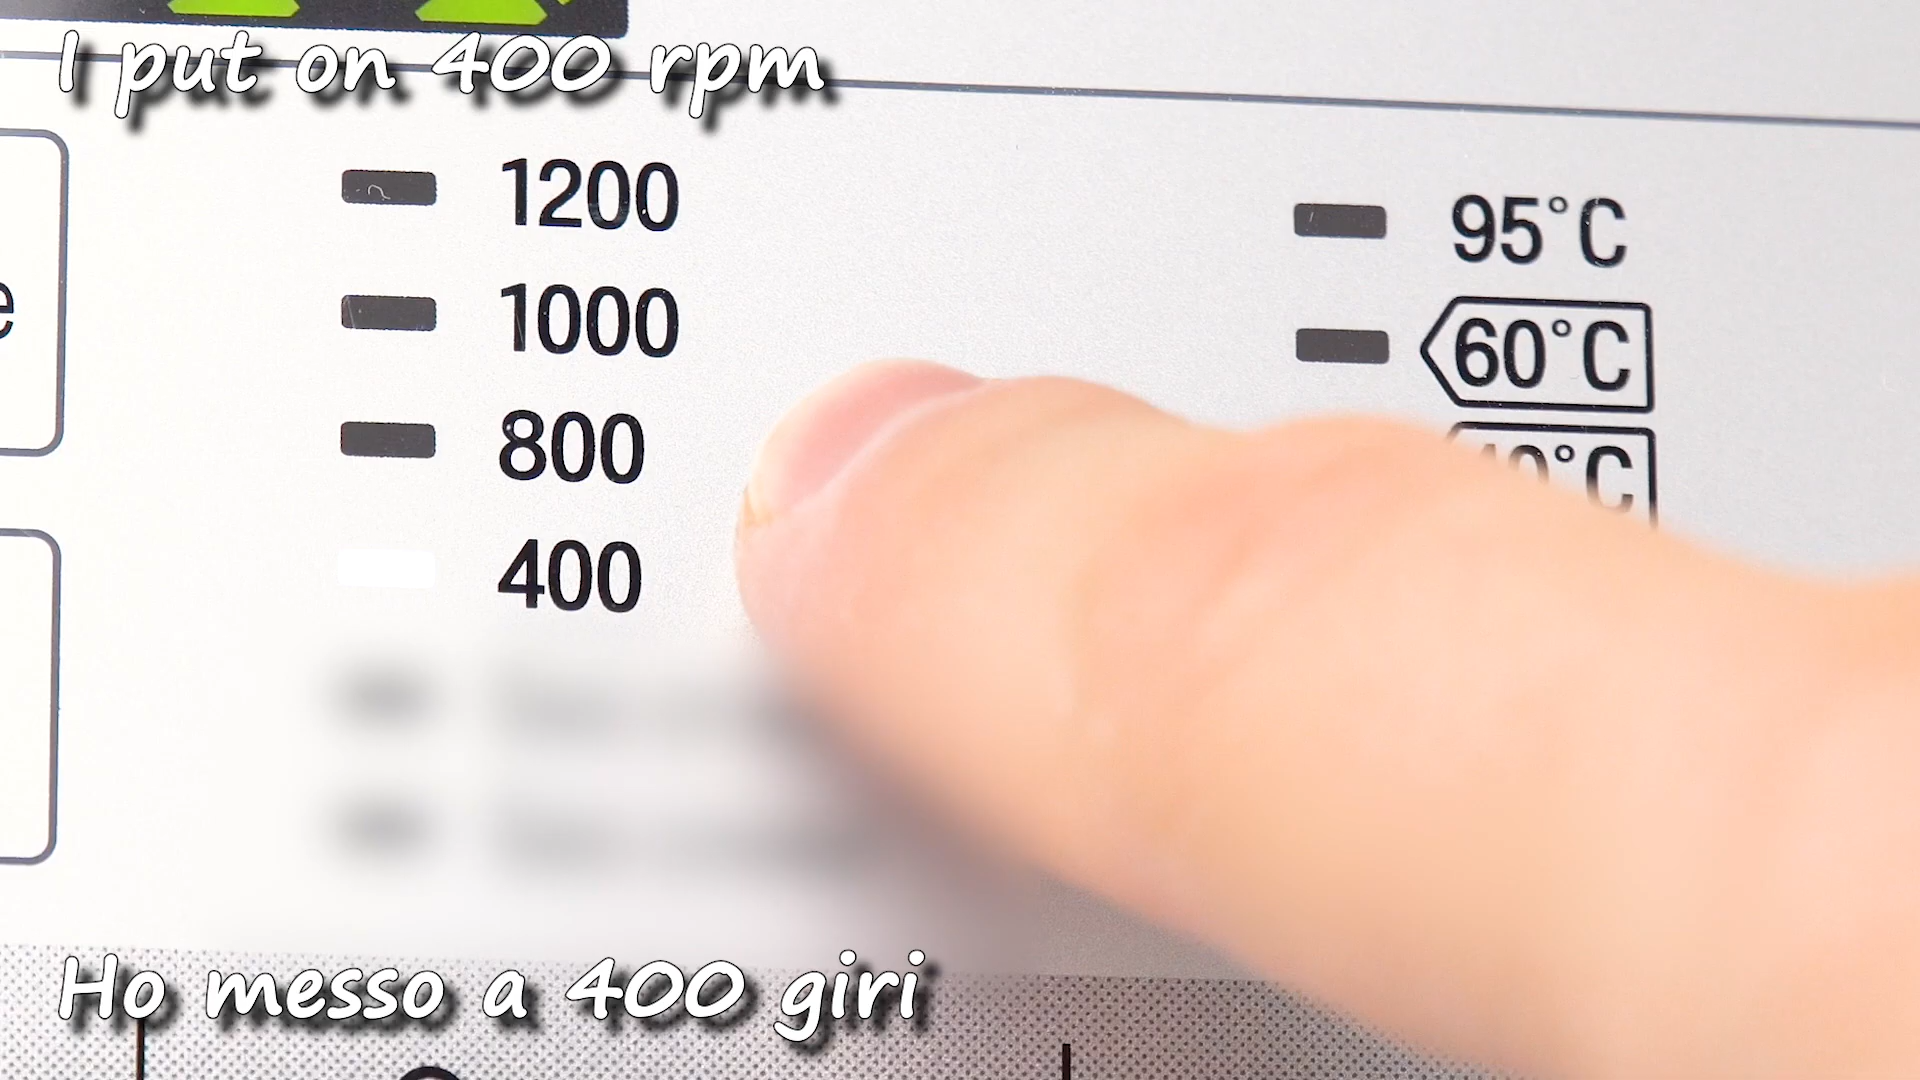 I put on 400 rpm
1200
1000
800
400
95°C
60°C
°C
e
Ho messo a 400 giri